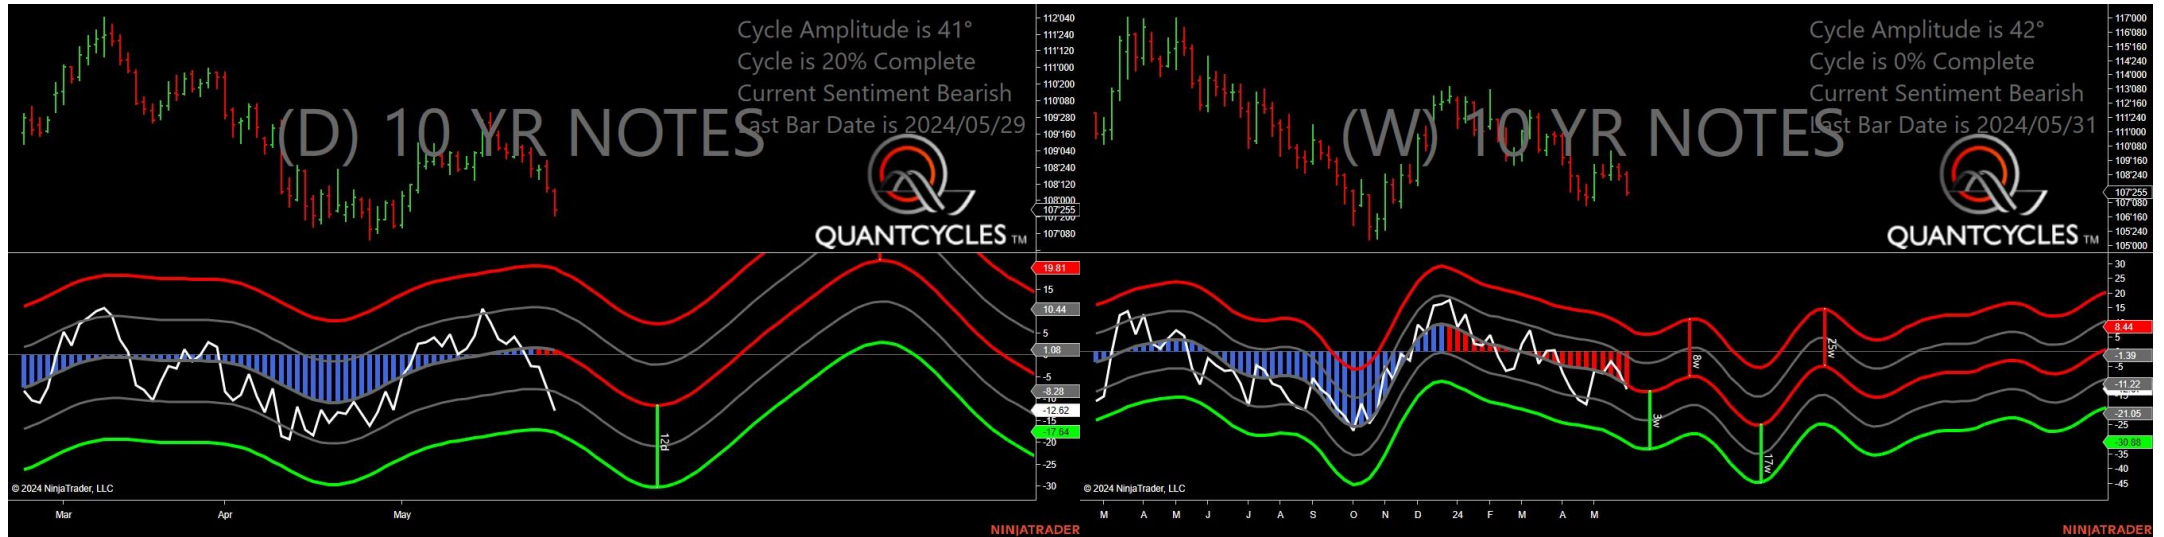 Cycle Amplitude is 41°
Cycle is 20% Complete
Current Sentiment Bearish
Last Bar Date is 2024/05/29
(D) 10 YR NOTES
QUANTCYCLES TM
112'040
111'240
111'120
111'000
110'200
110'080
109'280
109'160
109'040
108'240
108'120
108'000
107'255
107'080
19.81
15
10.44
5
1.08
-5
-8.28
-12.62
-15
-17.64
-20
-25
-30
12d
© 2024 NinjaTrader, LLC
Mar Apr May
NINJATRADER
Cycle Amplitude is 42°
Cycle is 0% Complete
Current Sentiment Bearish
Last Bar Date is 2024/05/31
(W) 10 YR NOTES
QUANTCYCLES TM
117'000
116'080
115'160
114'240
114'000
113'080
112'160
111'240
111'000
110'080
109'160
108'240
107'255
107'080
106'160
105'240
105'000
30
25
20
15
8.44
5
-1.39
-5
-11.22
-21.05
-25
-30.88
-35
-40
-45
3w
8w
17w
25w
© 2024 NinjaTrader, LLC
M A M J J A S O N D 24 F M A M
NINJATRADER